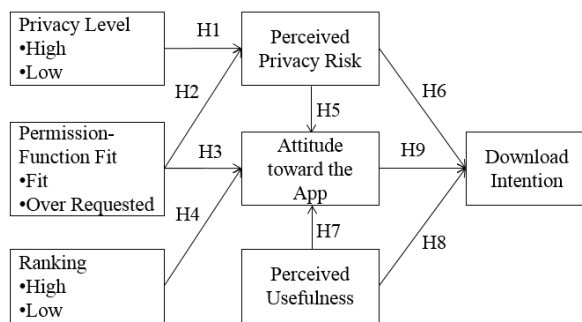 Privacy Level
•High
•Low
H1
Perceived
Privacy Risk
H2
H5
H6
Permission-
Function Fit
•Fit
•Over Requested
H3
Attitude
toward the
App
H9
Download
Intention
H4
H7
H8
Ranking
•High
•Low
Perceived
Usefulness